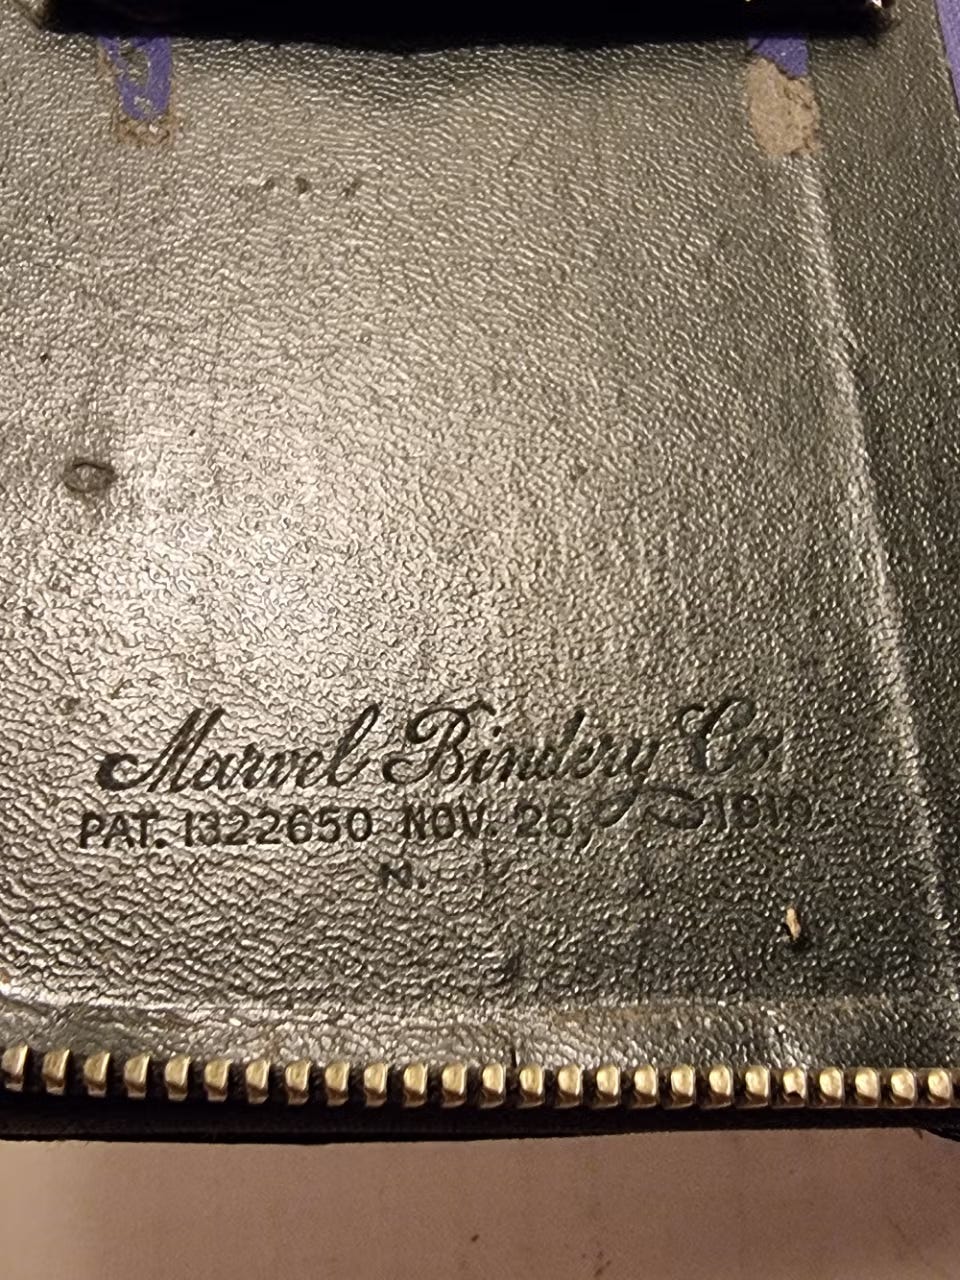 Marvel Bindery Co.
PAT. 1322650 NOV. 25, 1919
N.